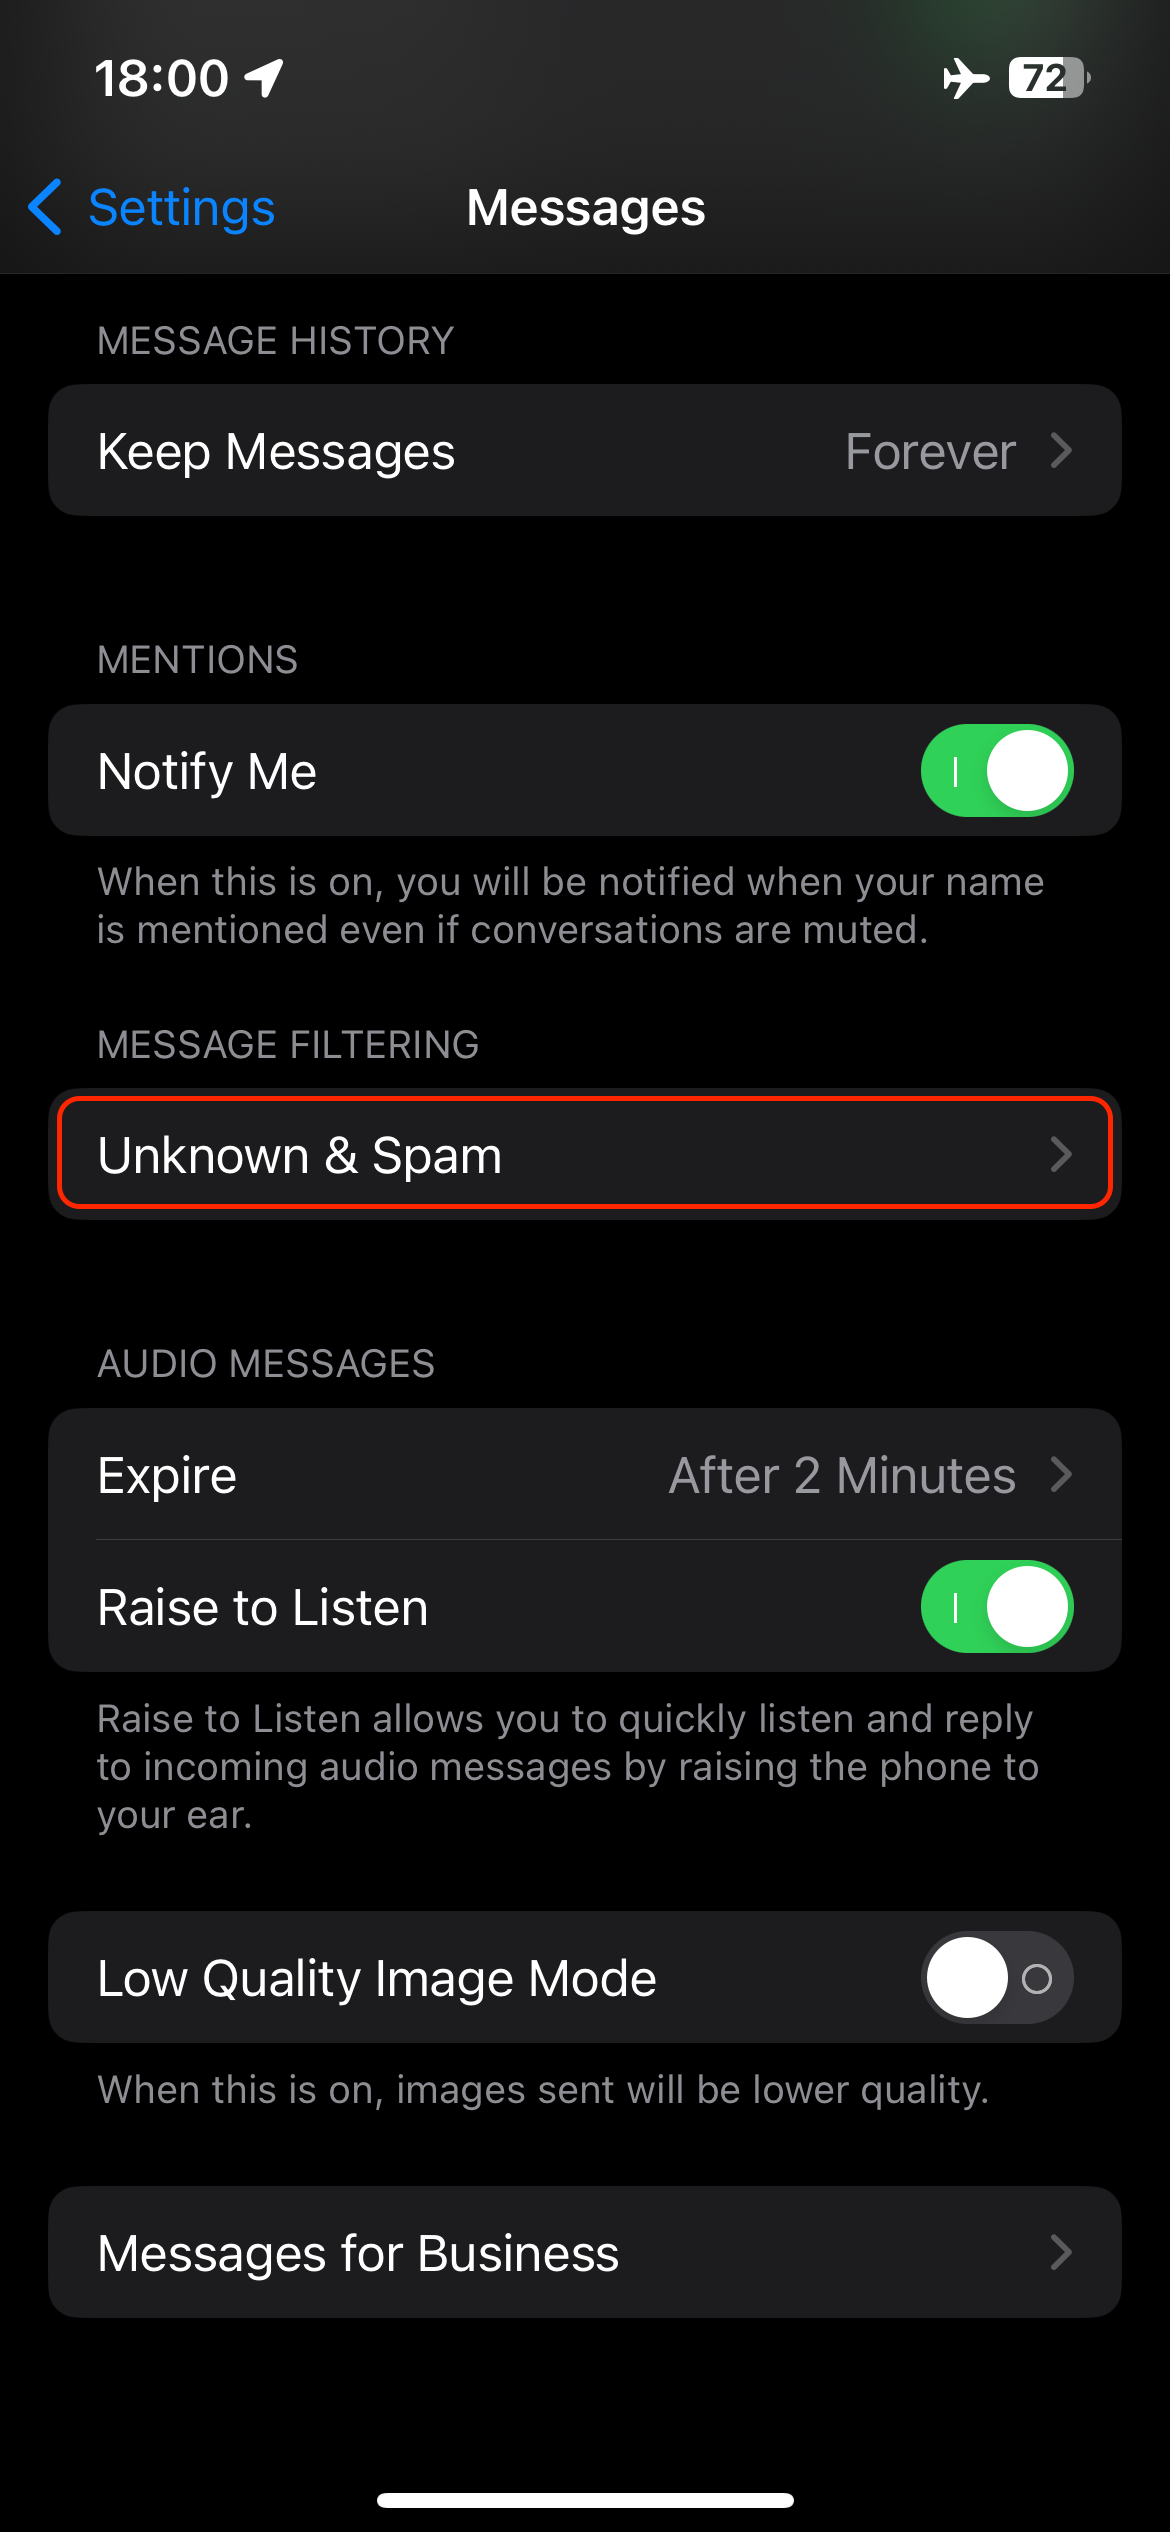 18:00
72
Settings
Messages
MESSAGE HISTORY
Keep Messages Forever
MENTIONS
Notify Me
When this is on, you will be notified when your name
is mentioned even if conversations are muted.
MESSAGE FILTERING
Unknown & Spam
AUDIO MESSAGES
Expire After 2 Minutes
Raise to Listen
Raise to Listen allows you to quickly listen and reply
to incoming audio messages by raising the phone to
your ear.
Low Quality Image Mode
When this is on, images sent will be lower quality.
Messages for Business